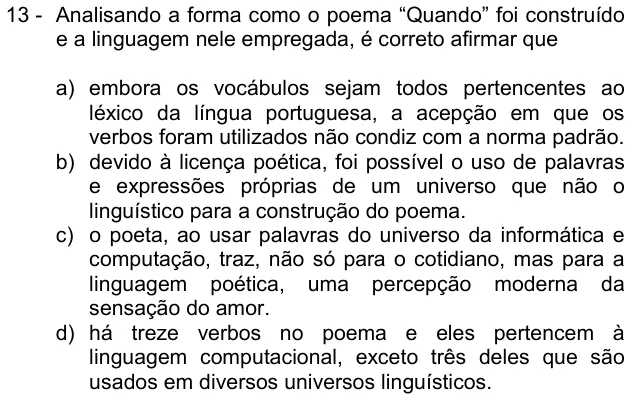 13 - Analisando a forma como o poema “Quando” foi construído
e a linguagem nele empregada, é correto afirmar que
a) embora os vocábulos sejam todos pertencentes ao
léxico da língua portuguesa, a acepção em que os
verbos foram utilizados não condiz com a norma padrão.
b) devido à licença poética, foi possível o uso de palavras
e expressões próprias de um universo que não o
linguístico para a construção do poema.
c) o poeta, ao usar palavras do universo da informática e
computação, traz, não só para o cotidiano, mas para a
linguagem poética, uma percepção moderna da
sensação do amor.
d) há treze verbos no poema e eles pertencem à
linguagem computacional, exceto três deles que são
usados em diversos universos linguísticos.